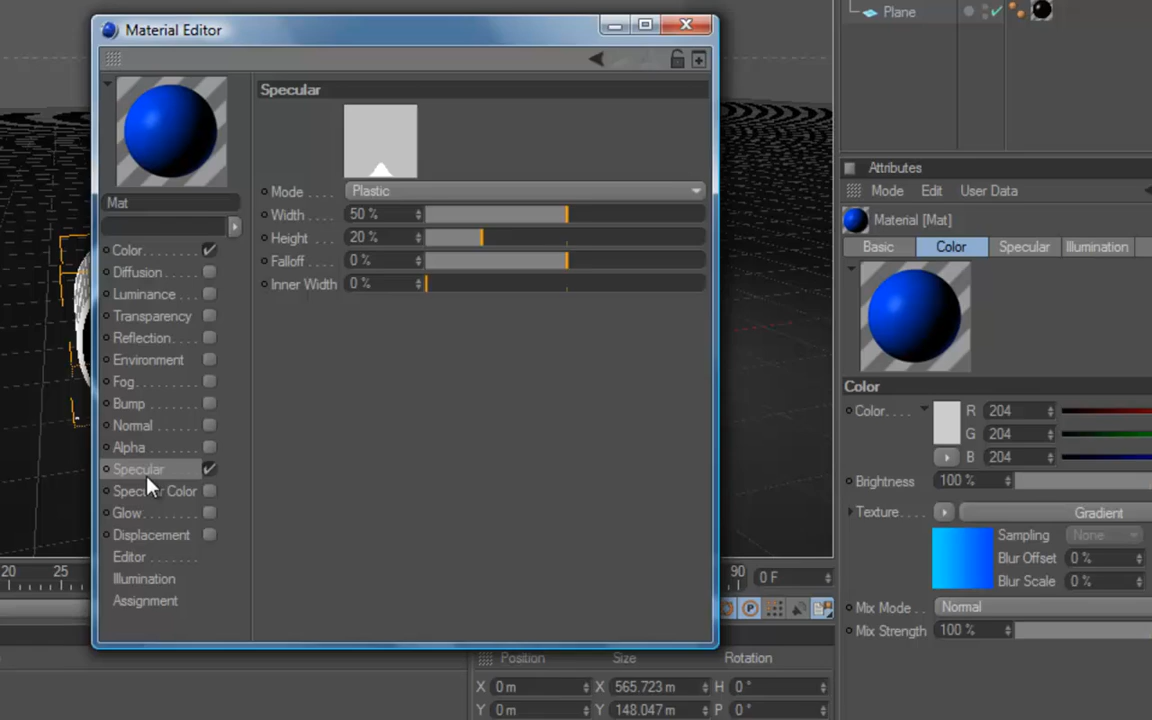 Material Editor
Specular
Mode . . . . Plastic
Width . . . . 50 %
Height . . . 20 %
Falloff . . . 0 %
Inner Width 0 %
Mat
Color
Diffusion
Luminance
Transparency
Reflection
Environment
Fog
Bump
Normal
Alpha
Specular
Color
Glow
Displacement
Editor
Illumination
Assignment
Plane
Attributes
Mode Edit User Data
Material [Mat]
Basic Color Specular Illumination
Color
Color. . . . R 204
G 204
B 204
Brightness 100 %
Texture . . . . Gradient
Sampling None
Blur Offset 0 %
Blur Scale 0 %
Mix Mode . . Normal
Mix Strength 100 %
20 25 90 0 F
Position Size Rotation
X 0 m X 565.723 m H 0 °
Y 0 m Y 148.047 m P 0 °